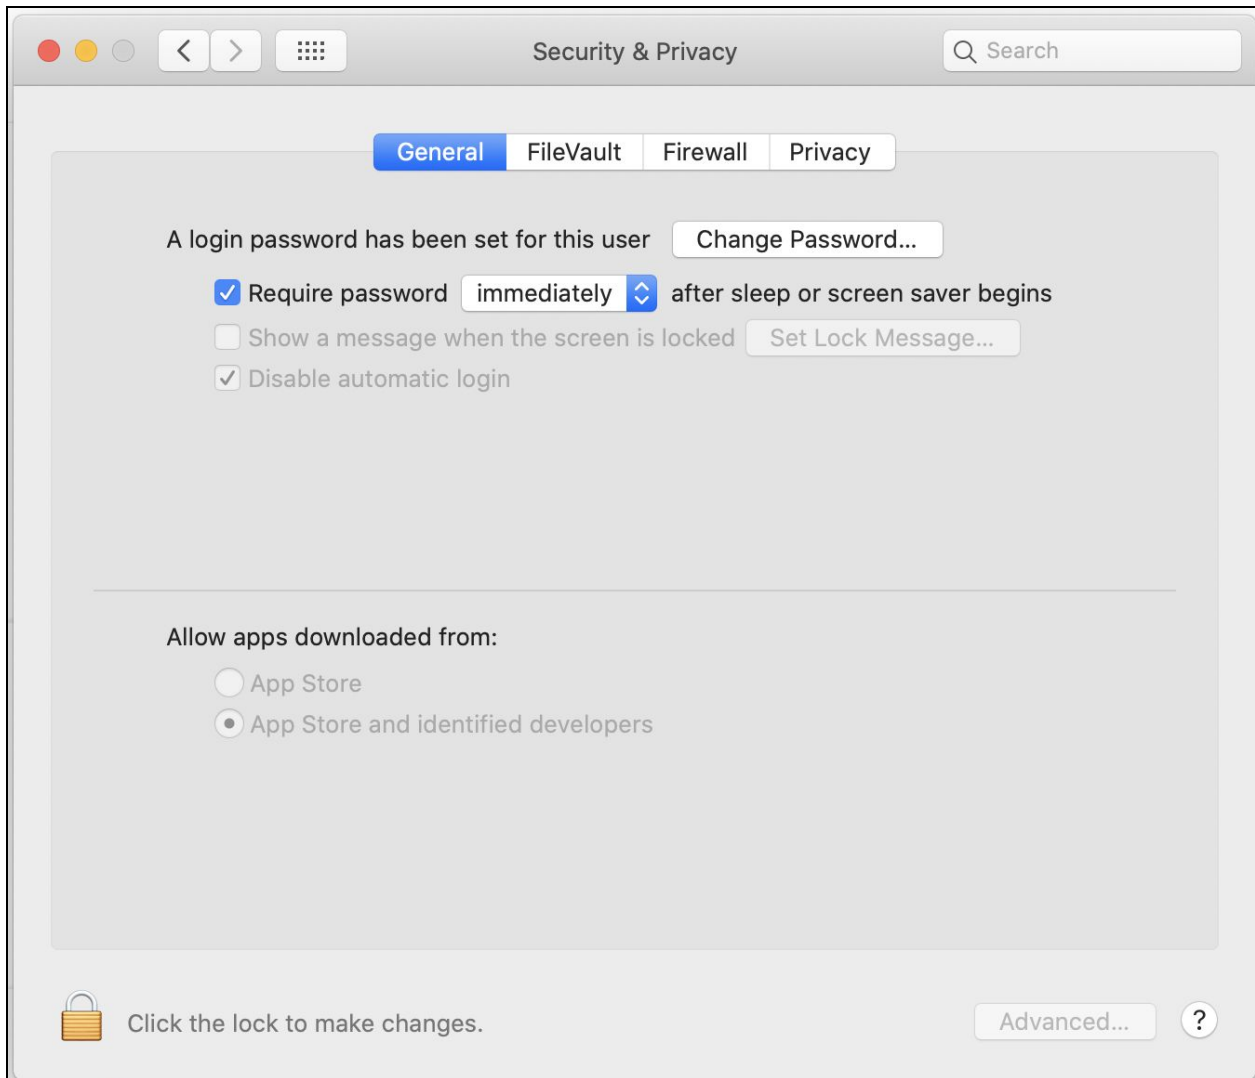 Security & Privacy
Search
General FileVault Firewall Privacy
A login password has been set for this user Change Password...
Require password immediately after sleep or screen saver begins
Show a message when the screen is locked Set Lock Message...
Disable automatic login
Allow apps downloaded from:
App Store
App Store and identified developers
Click the lock to make changes.
Advanced... ?